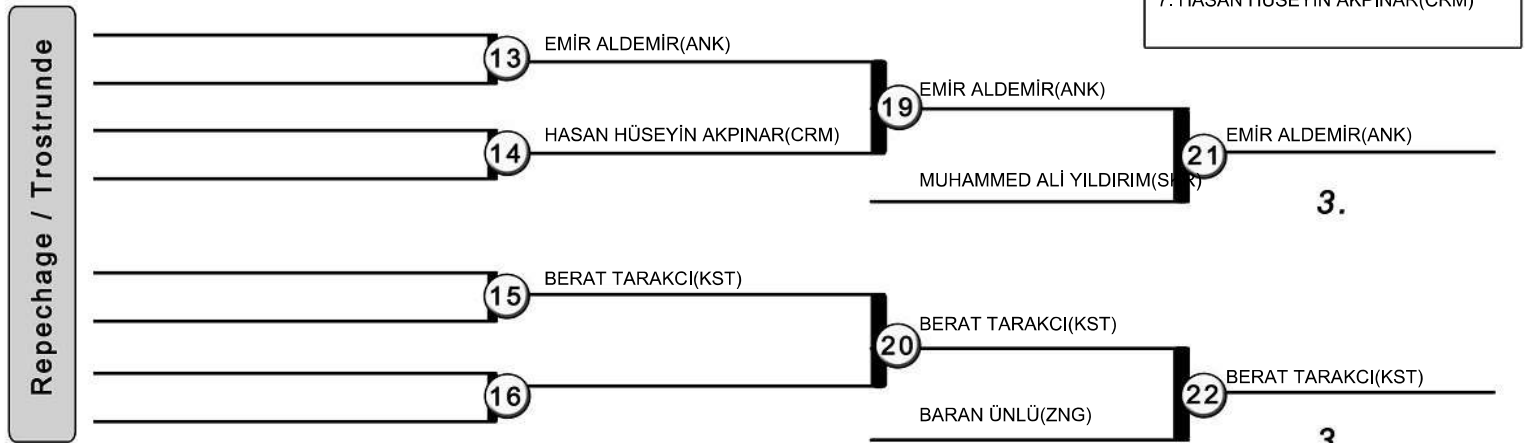 7. HASAN HÜSEYİN AKPINAR(CRM)
Repechage / Trostrunde
13
EMİR ALDEMİR(ANK)
14
HASAN HÜSEYİN AKPINAR(CRM)
19
EMİR ALDEMİR(ANK)
MUHAMMED ALİ
21
EMİR ALDEMİR(ANK)
3.
15
BERAT TARAKCI(KST)
16
20
BERAT TARAKCI(KST)
BARAN ÜNLÜ(ZNG)
22
BERAT TARAKCI(KST)